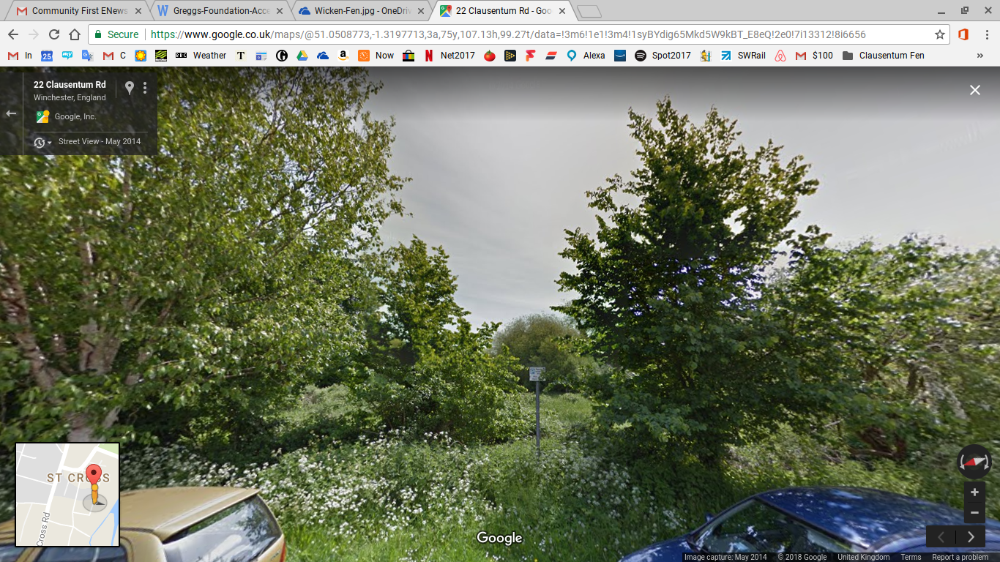 Community First ENews
Greggs-Foundation-Acce
Wicken-Fen.jpg - OneDriv
22 Clausentum Rd - Goo
Secure
https://www.google.co.uk/maps/@51.0508773,-1.3197713,3a,75y,107.13h,99.27t/data=!3m6!1e1!3m4!1syBYdig65Mkd5W9kBT_E8eQ!2e0!7i13312!8i6656
In
25
my
C
BBC
Weather
T
a
Now
N
Net2017
F
Alexa
Spot2017
SWRail
$100
Clausentum Fen
»
22 Clausentum Rd
Winchester, England
Google, Inc.
Street View - May 2014
ST CROSS
Cross Rd
Google
Image capture: May 2014 © 2018 Google United Kingdom Terms Report a problem